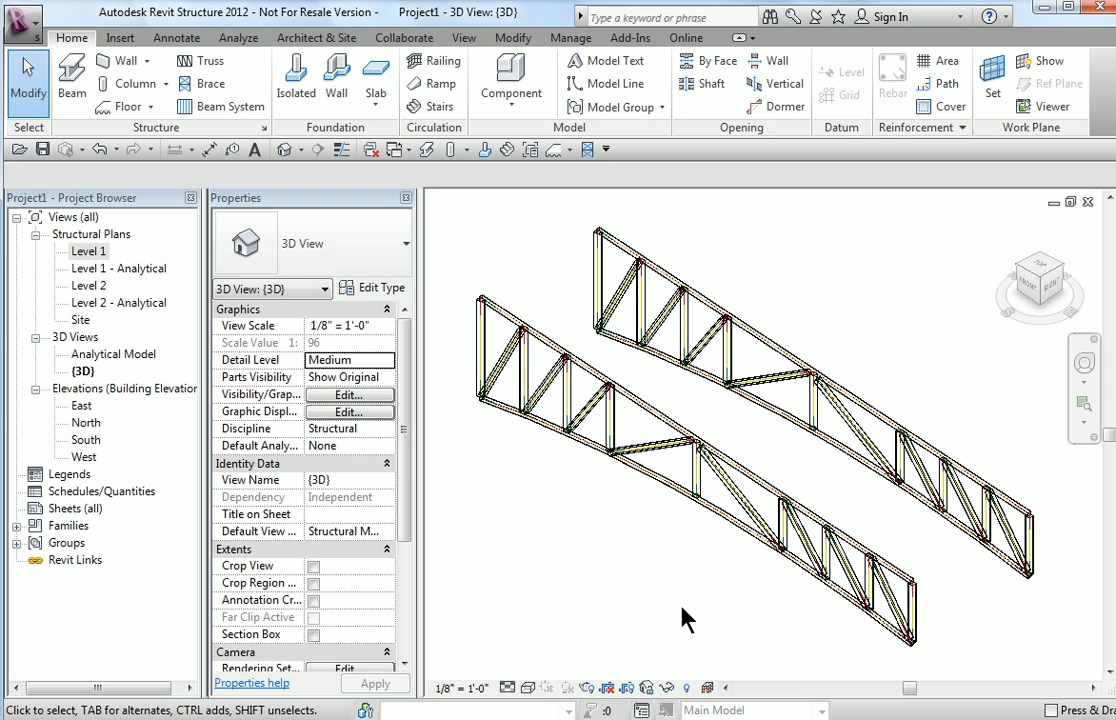 Autodesk Revit Structure 2012 - Not For Resale Version - Project1 - 3D View: {3D}
Type a keyword or phrase
Sign In
Home Insert Annotate Analyze Architect & Site Collaborate View Modify Manage Add-Ins Online
Modify
Beam
Wall
Column
Floor
Truss
Brace
Beam System
Isolated
Wall
Slab
Railing
Ramp
Stairs
Component
Model Text
Model Line
Model Group
By Face
Shaft
Wall
Vertical
Dormer
Level
Grid
Rebar
Area
Path
Cover
Set
Show
Ref Plane
Viewer
Select Structure Foundation Circulation Model Opening Datum Reinforcement Work Plane
Project1 - Project Browser
Views (all)
Structural Plans
Level 1
Level 1 - Analytical
Level 2
Level 2 - Analytical
Site
3D Views
Analytical Model
{3D}
Elevations (Building Elevation
East
North
South
West
Legends
Schedules/Quantities
Sheets (all)
Families
Groups
Revit Links
Properties
3D View
3D View: {3D}
Edit Type
Graphics
View Scale 1/8" = 1'-0"
Scale Value 1: 96
Detail Level Medium
Parts Visibility Show Original
Visibility/Grap... Edit...
Graphic Displ... Edit...
Discipline Structural
Default Analy... None
Identity Data
View Name {3D}
Dependency Independent
Title on Sheet
Default View ... Structural M...
Extents
Crop View
Crop Region ...
Annotation Cr...
Far Clip Active
Section Box
Camera
Rendering Set... Edit...
Properties help
Apply
TOP
FRONT
RIGHT
1/8" = 1'-0"
Click to select, TAB for alternates, CTRL adds, SHIFT unselects.
:0
Main Model
Press & Dra